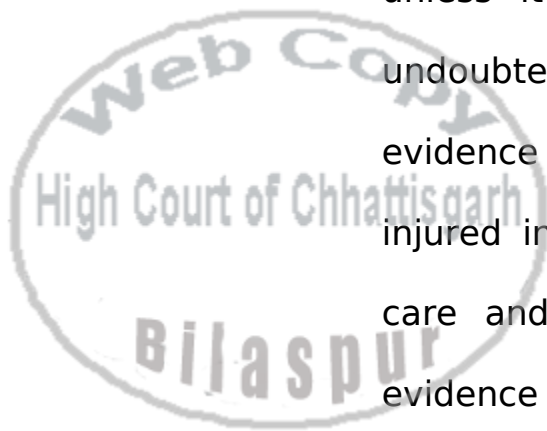 unless it
undoubte
evidence
injured in
care and
evidence
Web Copy
High Court of Chhattisgarh
Bilaspur